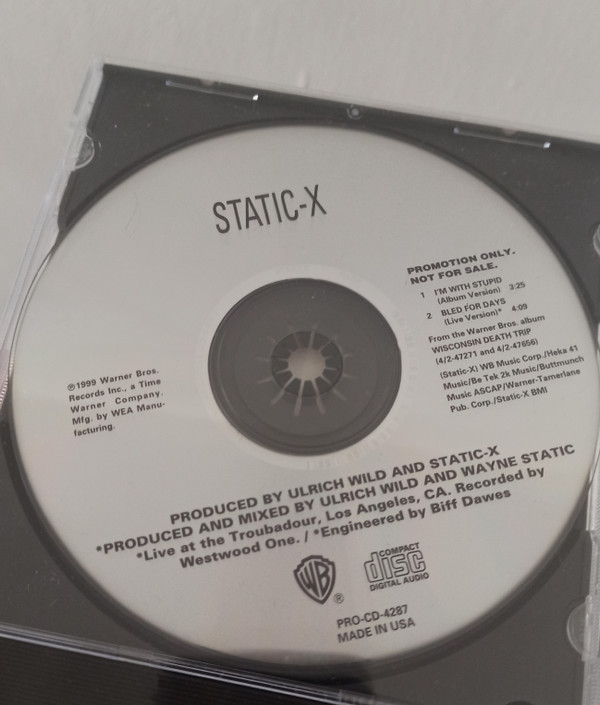 STATIC-X
PROMOTION ONLY.
NOT FOR SALE.
1 I'M WITH STUPID
(Album Version) 3:25
2 BLED FOR DAYS
(Live Version)* 4:09
From the Warner Bros. album
WISCONSIN DEATH TRIP
(4/2-47271 and 4/2-47656)
(Static-X) WB Music Corp./Heka 41
Music/Be Tek 2k Music/Buttmunch
Music ASCAP/Warner-Tamerlane
Pub. Corp./Static-X BMI
℗1999 Warner Bros.
Records Inc., a Time
Warner Company.
Mfg. by WEA Manu-
facturing.
PRODUCED BY ULRICH WILD AND STATIC-X
*PRODUCED AND MIXED BY ULRICH WILD AND WAYNE STATIC
*Live at the Troubadour, Los Angeles, CA. Recorded by
Westwood One. / *Engineered by Biff Dawes
WB ®
COMPACT
disc
DIGITAL AUDIO
PRO-CD-4287
MADE IN USA